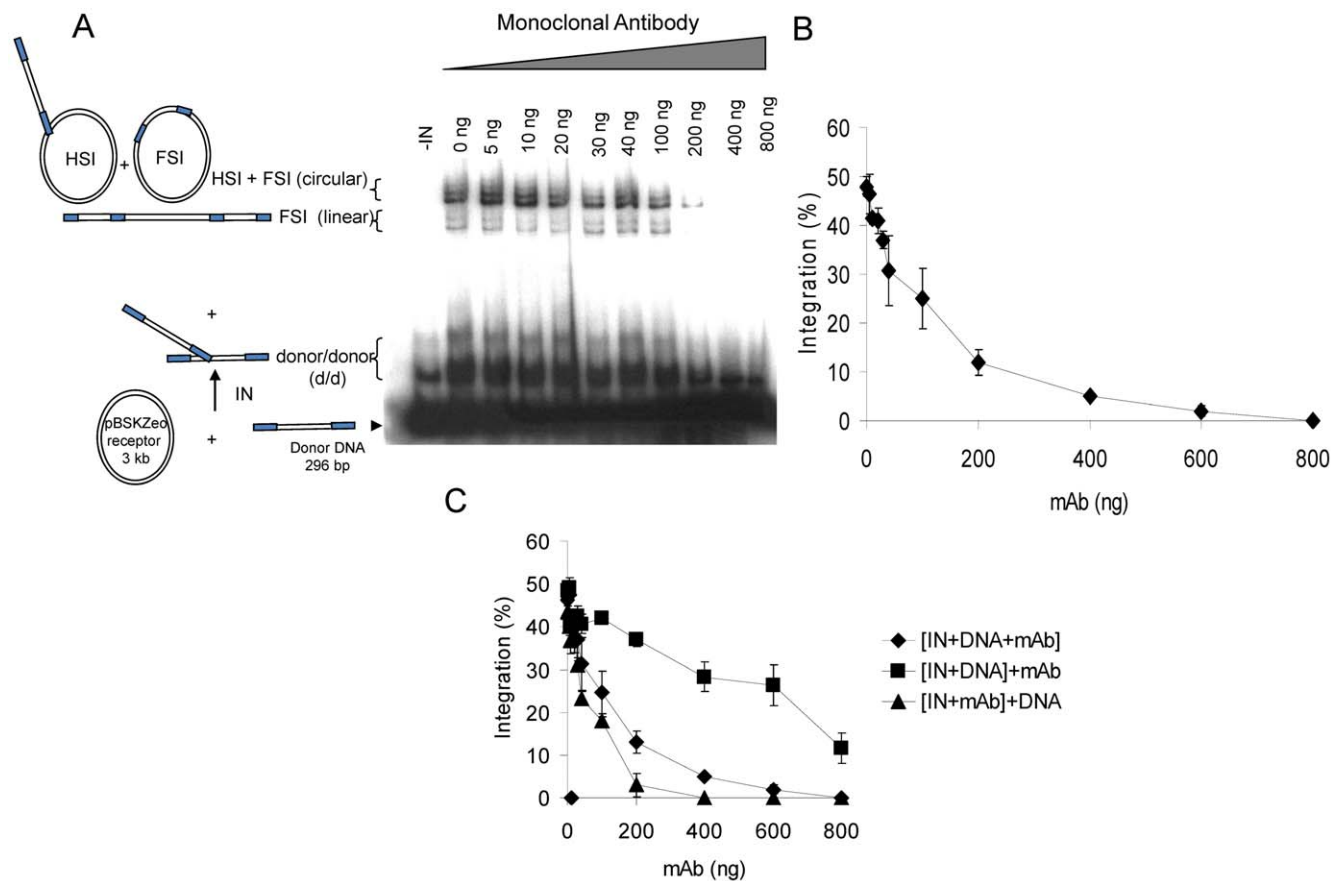 A
Monoclonal Antibody
-IN
0 ng
5 ng
10 ng
20 ng
30 ng
40 ng
100 ng
200 ng
400 ng
800 ng
HSI
+
FSI
HSI + FSI (circular)
FSI (linear)
+
donor/donor
(d/d)
IN
pBSKZeo
receptor
3 kb
+
Donor DNA
296 bp
B
Integration (%)
60
50
40
30
20
10
0
0 200 400 600 800
mAb (ng)
C
Integration (%)
60
50
40
30
20
10
0
0 200 400 600 800
mAb (ng)
[IN+DNA+mAb]
[IN+DNA]+mAb
[IN+mAb]+DNA